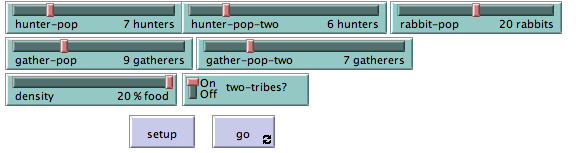 hunter-pop 7 hunters hunter-pop-two 6 hunters rabbit-pop 20 rabbits
gather-pop 9 gatherers gather-pop-two 7 gatherers
density 20 % food On Off two-tribes?
setup go